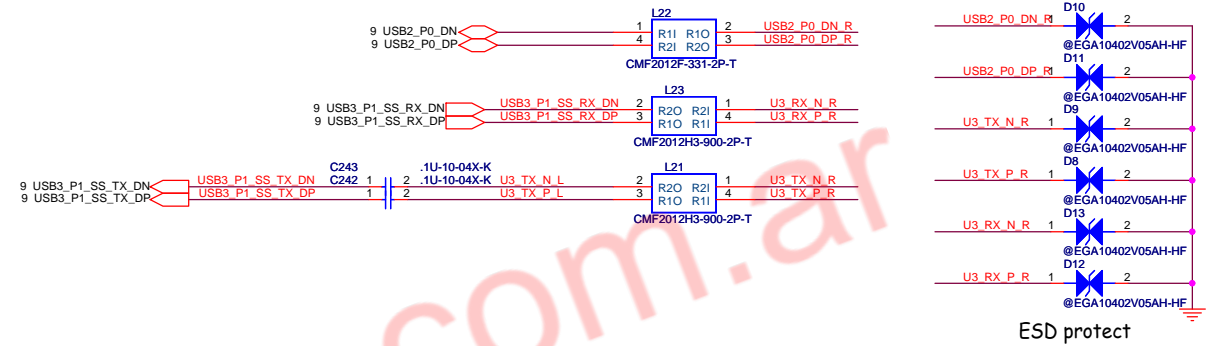 L22
9 USB2_P0_DN 1 R1I R1O 2 USB2_P0_DN_R
9 USB2_P0_DP 4 R2I R2O 3 USB2_P0_DP_R
CMF2012F-331-2P-T
L23
9 USB3_P1_SS_RX_DN USB3_P1_SS_RX_DN 2 R2O R2I 1 U3_RX_N_R
9 USB3_P1_SS_RX_DP USB3_P1_SS_RX_DP 3 R1O R1I 4 U3_RX_P_R
CMF2012H3-900-2P-T
C243 .1U-10-04X-K L21
9 USB3_P1_SS_TX_DN USB3_P1_SS_TX_DN C242 1 2 .1U-10-04X-K U3_TX_N_L 2 R2O R2I 1 U3_TX_N_R
9 USB3_P1_SS_TX_DP USB3_P1_SS_TX_DP 1 2 U3_TX_P_L 3 R1O R1I 4 U3_TX_P_R
CMF2012H3-900-2P-T
D10
USB2_P0_DN_R 1 2
@EGA10402V05AH-HF
D11
USB2_P0_DP_R 1 2
@EGA10402V05AH-HF
D9
U3_TX_N_R 1 2
@EGA10402V05AH-HF
D8
U3_TX_P_R 1 2
@EGA10402V05AH-HF
D13
U3_RX_N_R 1 2
@EGA10402V05AH-HF
D12
U3_RX_P_R 1 2
@EGA10402V05AH-HF
ESD protect
om.ar